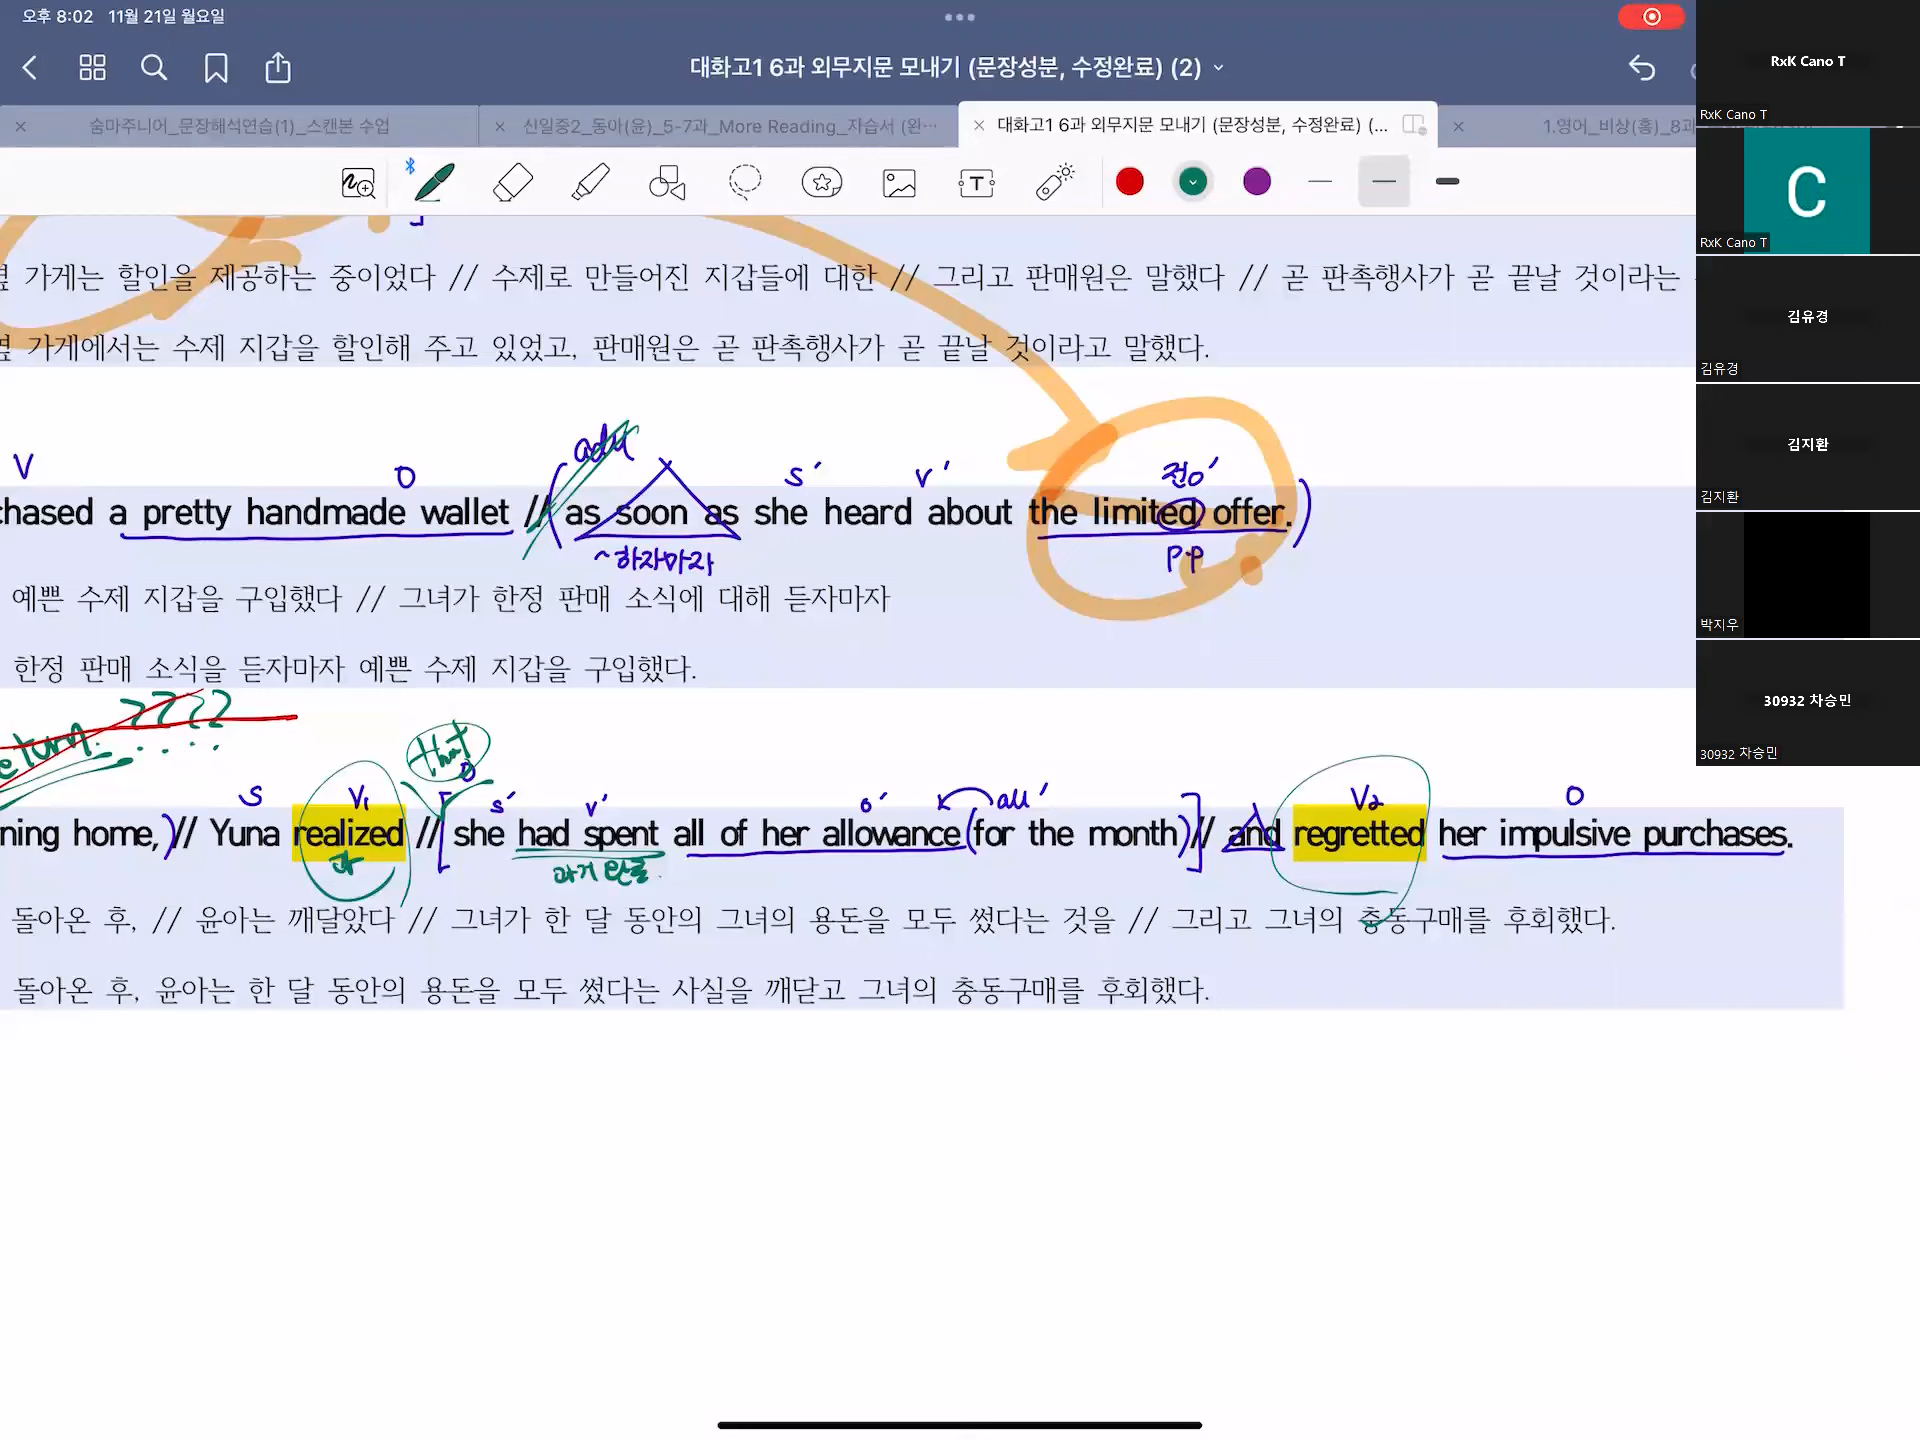 오후 8:02 11월 21일 월요일
대화고1 6과 외무지문 모내기 (문장성분, 수정완료) (2)
숨마주니어_문장해석연습(1)_스캔본 수업
신일중2_동아(윤)_5-7과_More Reading_자습서 (완…
대화고1 6과 외무지문 모내기 (문장성분, 수정완료) (...
1.영어_비상(홍)_8과
가게는 할인을 제공하는 중이었다 // 수제로 만들어진 지갑들에 대한 // 그리고 판매원은 말했다 // 곧 판촉행사가 곧 끝날 것이라는
가게에서는 수제 지갑을 할인해 주고 있었고, 판매원은 곧 판촉행사가 곧 끝날 것이라고 말했다.
V O S' V' 전O'
chased a pretty handmade wallet // (as soon as she heard about the limited offer.)
~하자마자 P.P
예쁜 수제 지갑을 구입했다 // 그녀가 한정 판매 소식에 대해 듣자마자
한정 판매 소식을 듣자마자 예쁜 수제 지갑을 구입했다.
????
eturn.
that
S V₁ O S' V' O' V₂ O
ning home,)// Yuna realized //[ she had spent all of her allowance (for the month)]// and regretted her impulsive purchases.
과 과거완료
돌아온 후, // 윤아는 깨달았다 // 그녀가 한 달 동안의 그녀의 용돈을 모두 썼다는 것을 // 그리고 그녀의 충동구매를 후회했다.
돌아온 후, 윤아는 한 달 동안의 용돈을 모두 썼다는 사실을 깨닫고 그녀의 충동구매를 후회했다.
RxK Cano T
RxK Cano T
C
RxK Cano T
김유경
김유경
김지환
김지환
박지우
30932 차승민
30932 차승민